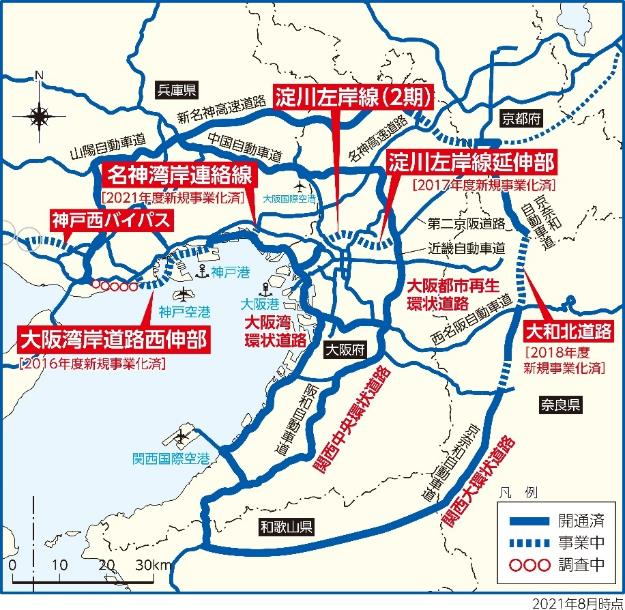 兵庫県
新名神高速道路
淀川左岸線(2期)
京都府
N
山陽自動車道
中国自動車道
名神高速道路
名神湾岸連絡線
[2021年度新規事業化済]
淀川左岸線延伸部
[2017年度新規事業化済]
大阪国際空港
神戸西バイパス
第二京阪道路
京奈和
自動車道
近畿自動車道
神戸港
神戸空港
大阪港
大阪都市再生
環状道路
大阪湾岸道路西伸部
[2016年度新規事業化済]
大阪湾
環状道路
西名阪自動車道
大和北道路
[2018年度
新規事業化済]
大阪府
阪和自動車道
関西中央環状道路
奈良県
関西国際空港
京奈和自動車道
関西大環状道路
和歌山県
凡 例
開通済
事業中
調査中
0 10 20 30km
2021年8月時点